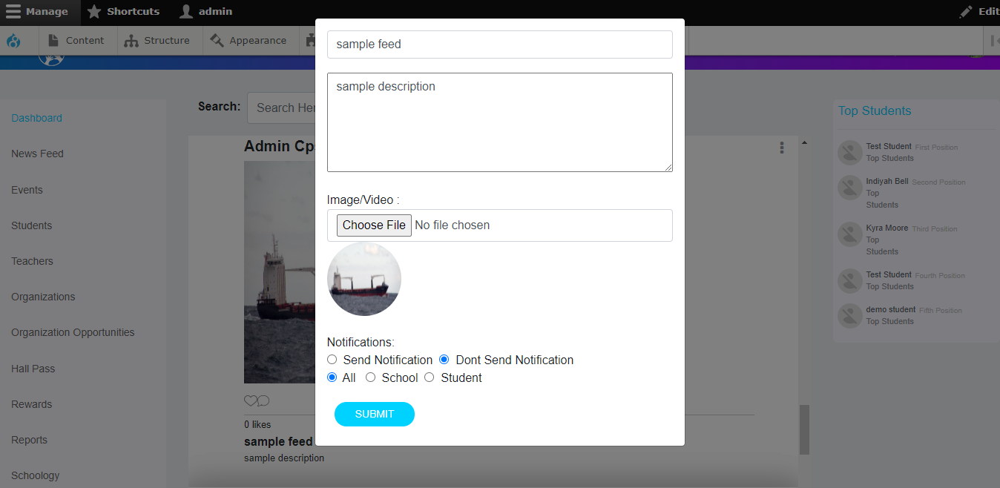 Manage
Shortcuts
admin
Edit
Content
Structure
Appearance
Dashboard
News Feed
Events
Students
Teachers
Organizations
Organization Opportunities
Hall Pass
Rewards
Reports
Schoology
Search:
Search Her
Admin Cps
0 likes
sample feed
sample description
sample feed
sample description
Image/Video :
Choose File No file chosen
Notifications:
Send Notification Dont Send Notification
All School Student
SUBMIT
Top Students
Test Student First Position
Top Students
Indiyah Bell Second Position
Top
Students
Kyra Moore Third Position
Top
Students
Test Student Fourth Position
Top Students
demo student Fifth Position
Top Students